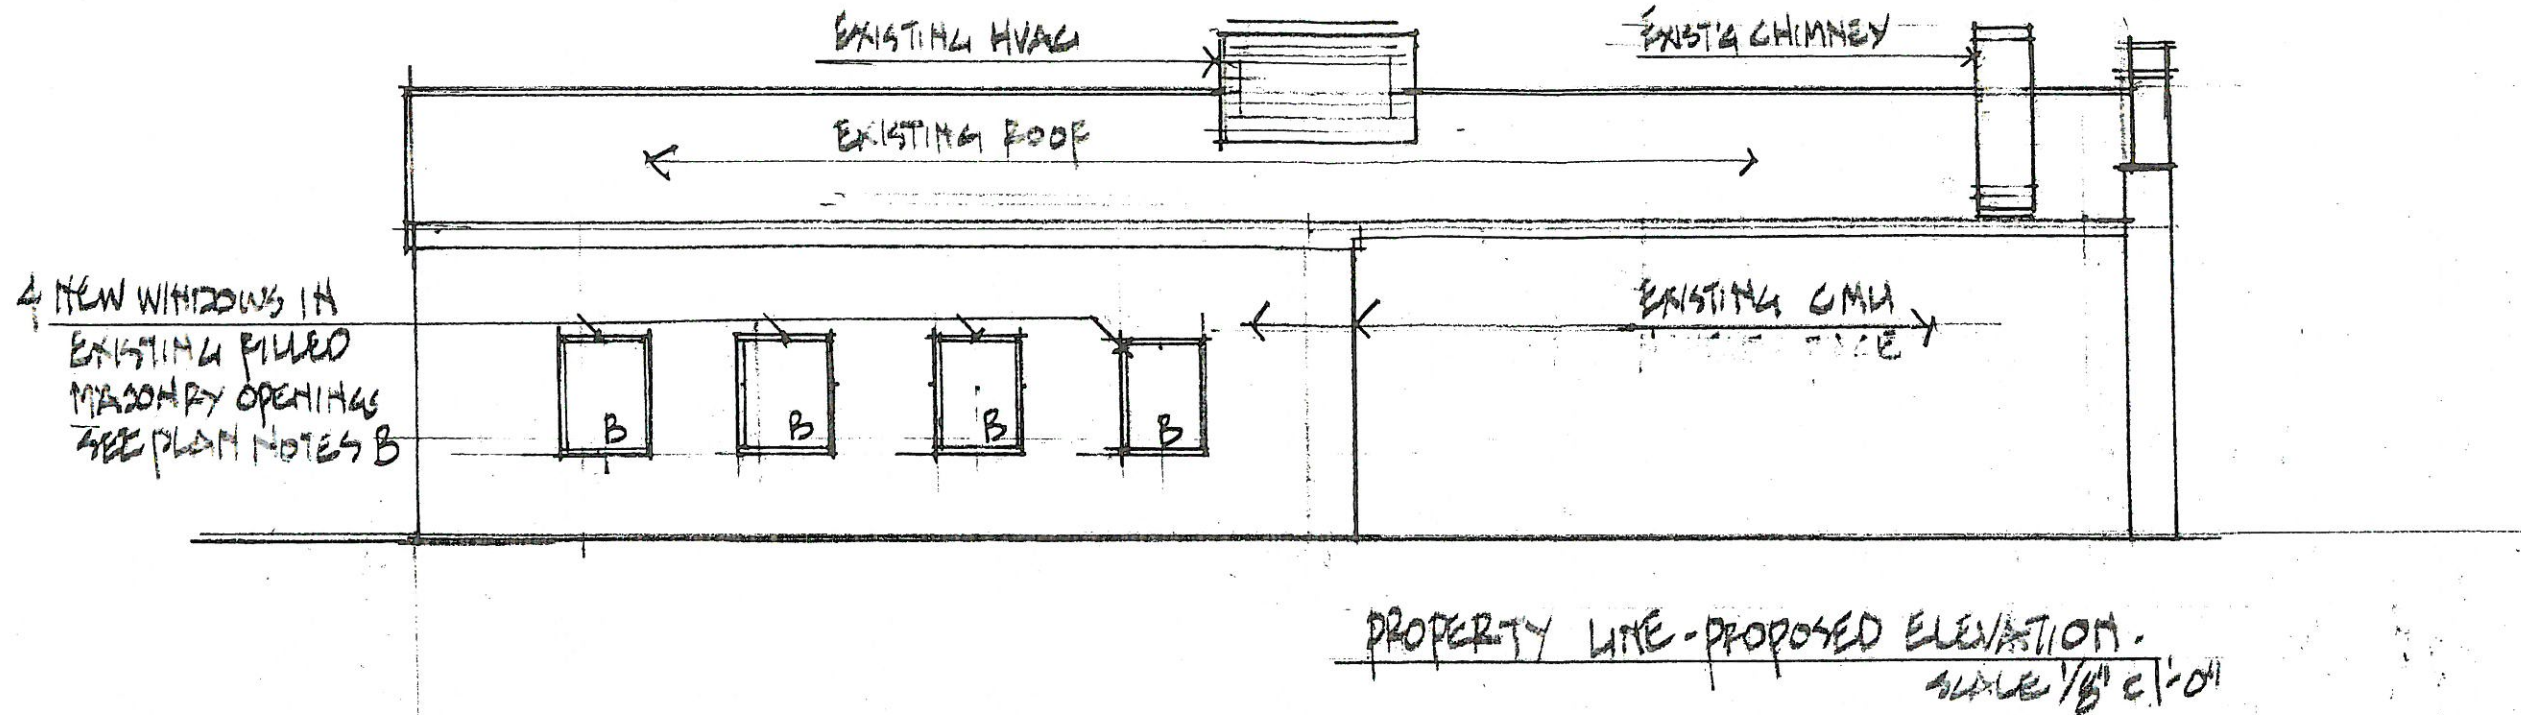 EXISTING HVAC
EXIST'G CHIMNEY
EXISTING ROOF
4 NEW WINDOWS IN
EXISTING FILLED
MASONRY OPENINGS
SEE PLAN NOTES B
EXISTING CMU
B
B
B
B
PROPERTY LINE - PROPOSED ELEVATION.
SCALE 1/8" = 1'-0"